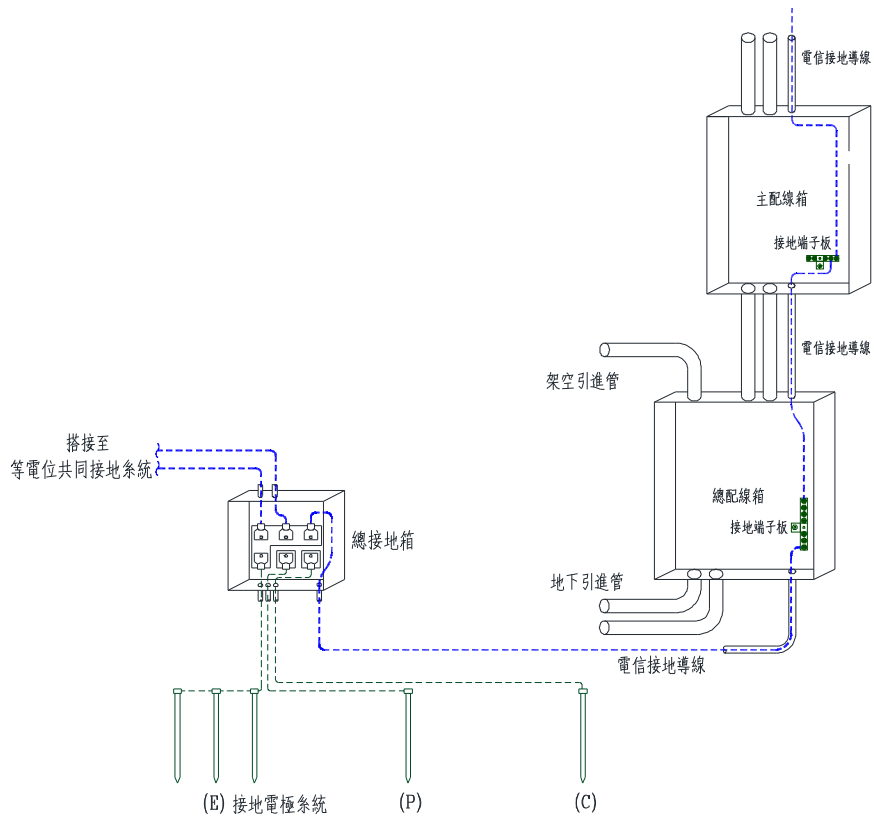 電信接地導線
主配線箱
接地端子板
電信接地導線
架空引進管
搭接至
等電位共同接地系統
總配線箱
接地端子板
總接地箱
地下引進管
電信接地導線
(E) 接地電極系統
(P)
(C)